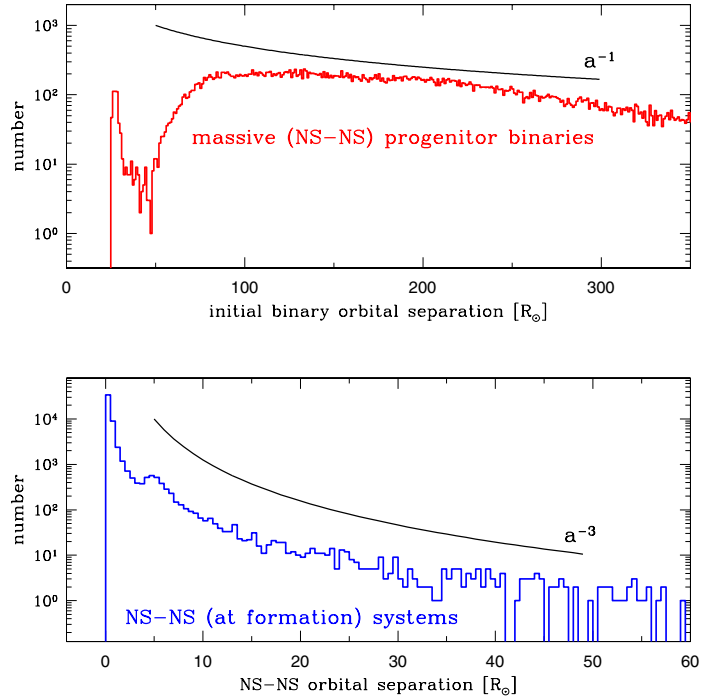 10³
10²
10¹
10⁰
number
a⁻¹
massive (NS−NS) progenitor binaries
0 100 200 300
initial binary orbital separation [R☉]
10⁴
10³
10²
10¹
10⁰
number
a⁻³
NS−NS (at formation) systems
0 10 20 30 40 50 60
NS−NS orbital separation [R☉]